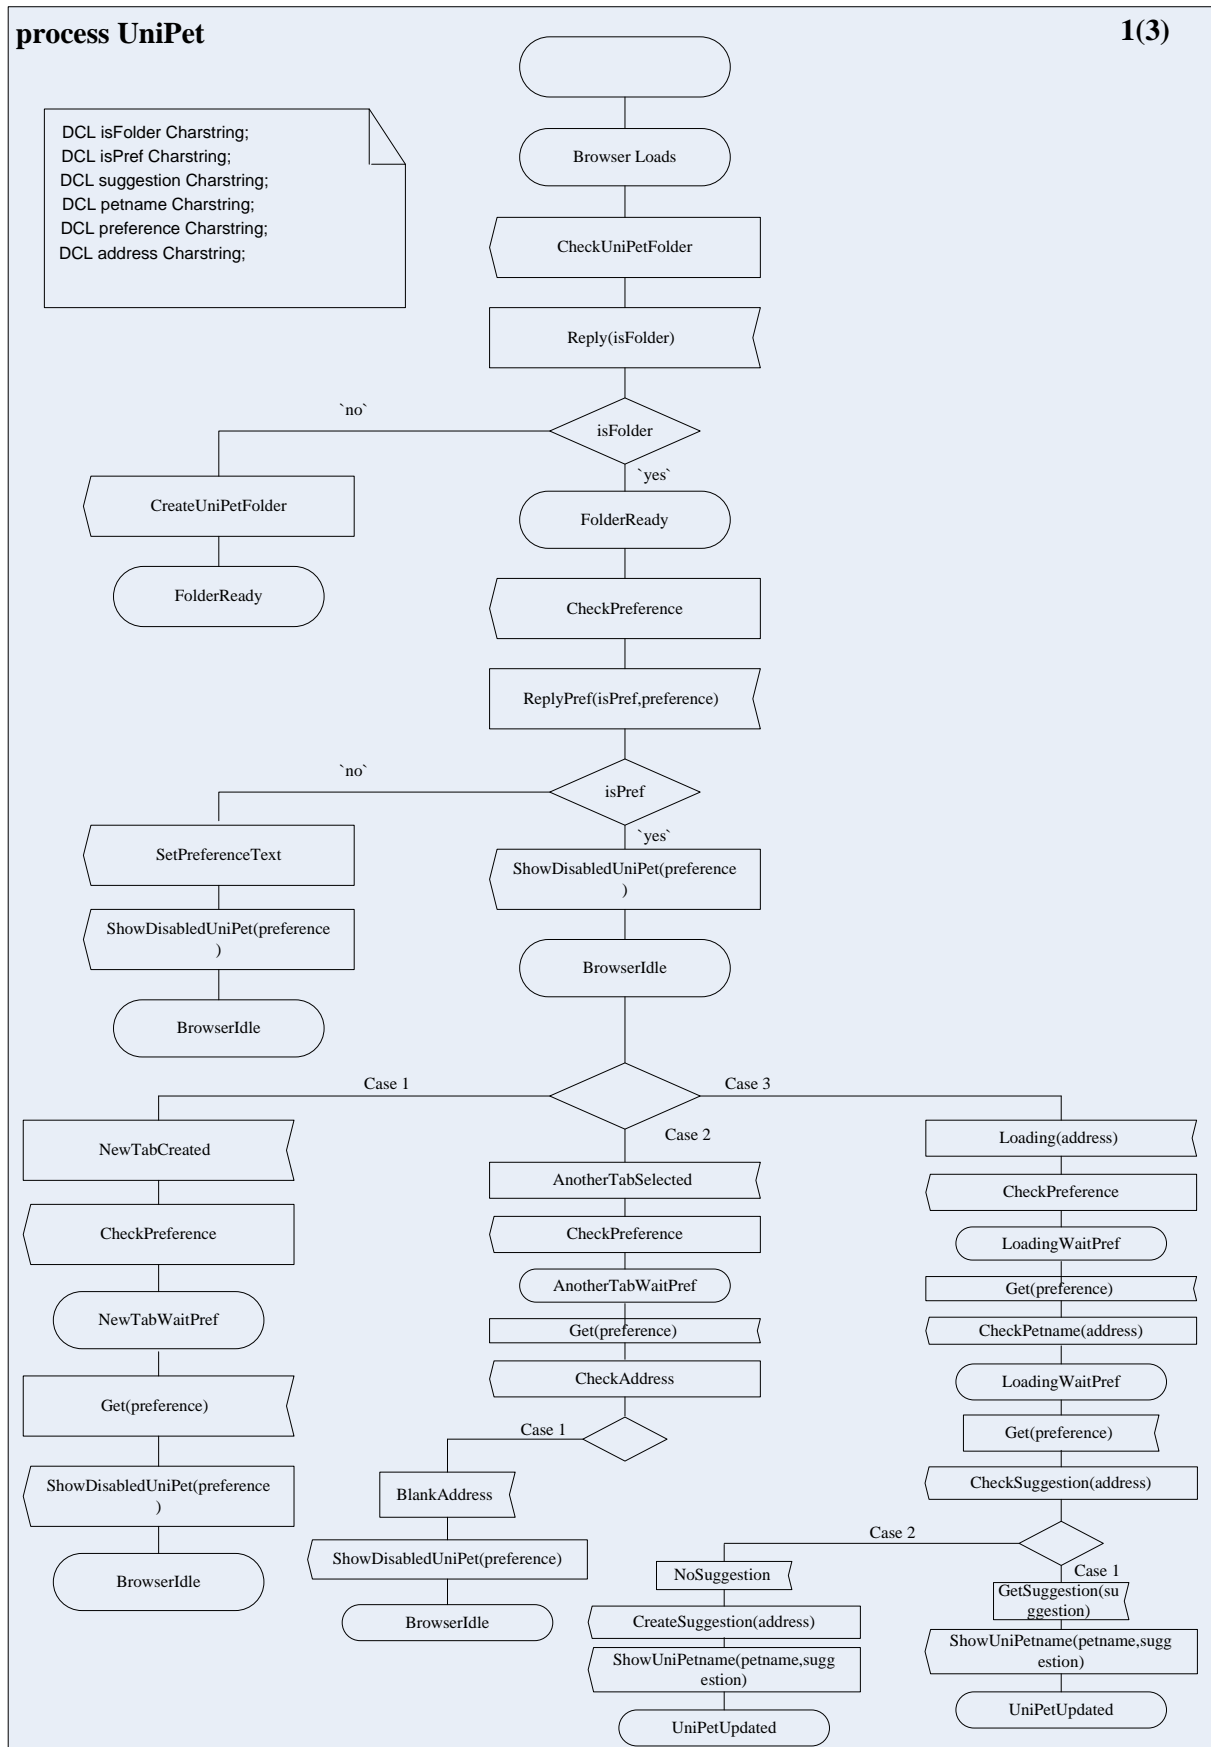 process UniPet
1(3)
DCL isFolder Charstring;
DCL isPref Charstring;
DCL suggestion Charstring;
DCL petname Charstring;
DCL preference Charstring;
DCL address Charstring;
Browser Loads
CheckUniPetFolder
Reply(isFolder)
`no`
isFolder
`yes`
CreateUniPetFolder
FolderReady
FolderReady
CheckPreference
ReplyPref(isPref,preference)
`no`
isPref
`yes`
SetPreferenceText
ShowDisabledUniPet(preference
)
BrowserIdle
ShowDisabledUniPet(preference
)
BrowserIdle
Case 1
Case 3
Case 2
NewTabCreated
CheckPreference
NewTabWaitPref
Get(preference)
ShowDisabledUniPet(preference
)
BrowserIdle
AnotherTabSelected
CheckPreference
AnotherTabWaitPref
Get(preference)
CheckAddress
Case 1
BlankAddress
ShowDisabledUniPet(preference)
BrowserIdle
Loading(address)
CheckPreference
LoadingWaitPref
Get(preference)
CheckPetname(address)
LoadingWaitPref
Get(preference)
CheckSuggestion(address)
Case 2
Case 1
NoSuggestion
CreateSuggestion(address)
ShowUniPetname(petname,sugg
estion)
UniPetUpdated
GetSuggestion(su
ggestion)
ShowUniPetname(petname,sugg
estion)
UniPetUpdated